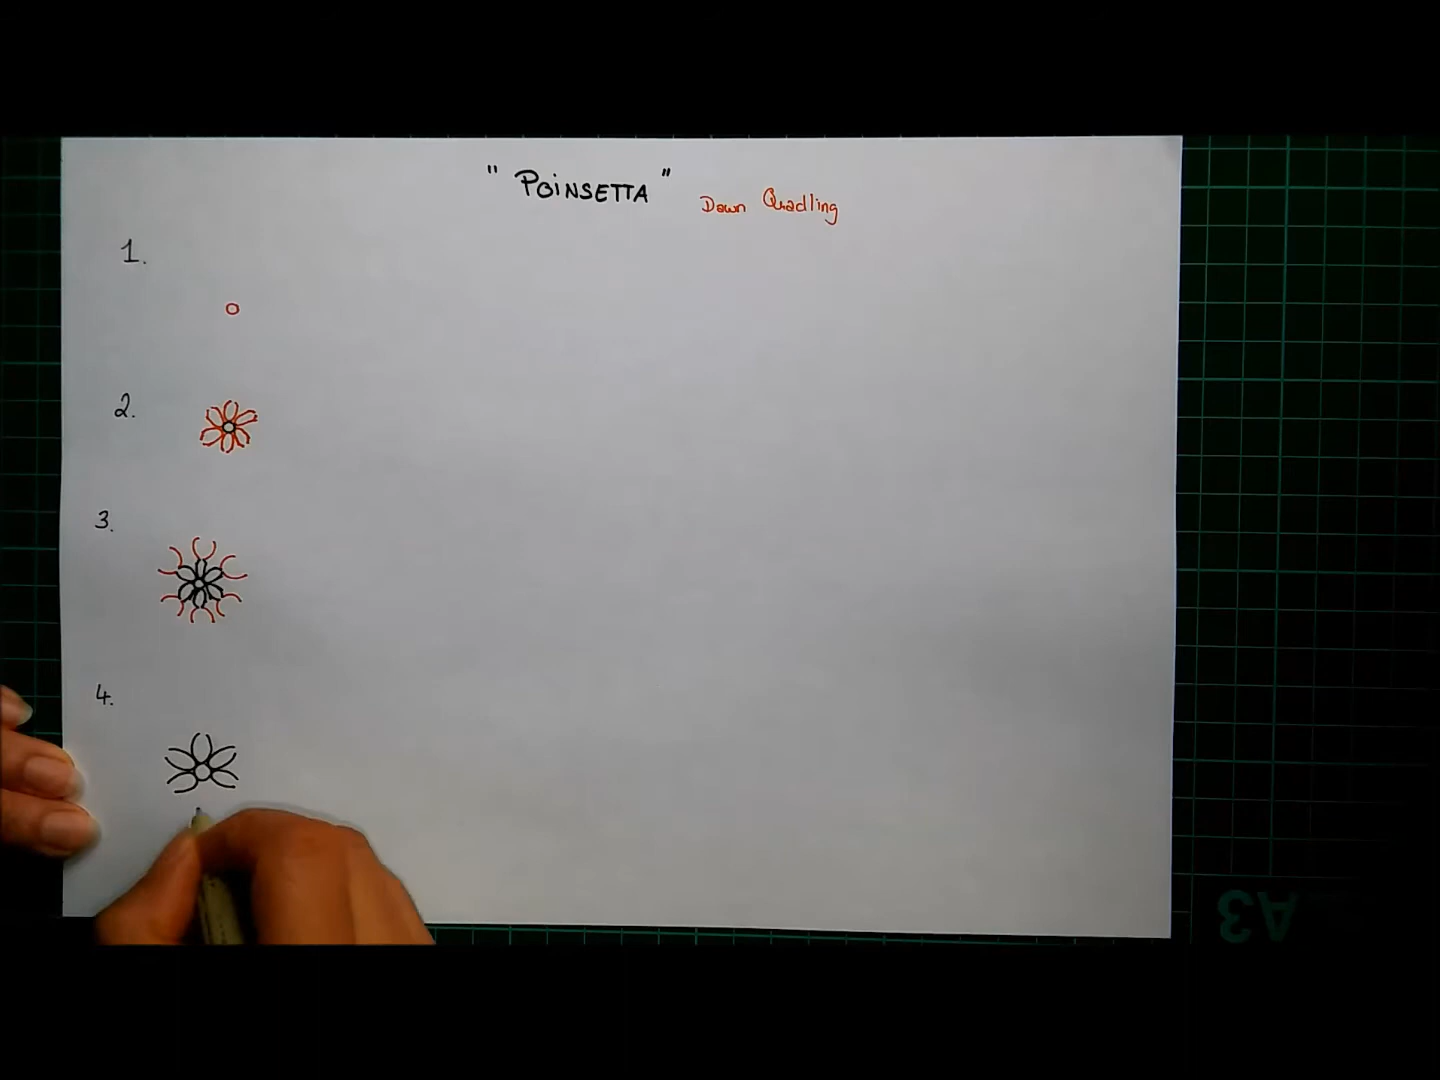 " POiNSETTA " Dawn Quadling
1.
2.
3.
4.
A3